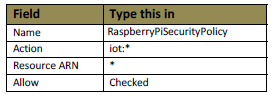 Field Type this in
Name RaspberryPiSecurityPolicy
Action iot:*
Resource ARN *
Allow Checked